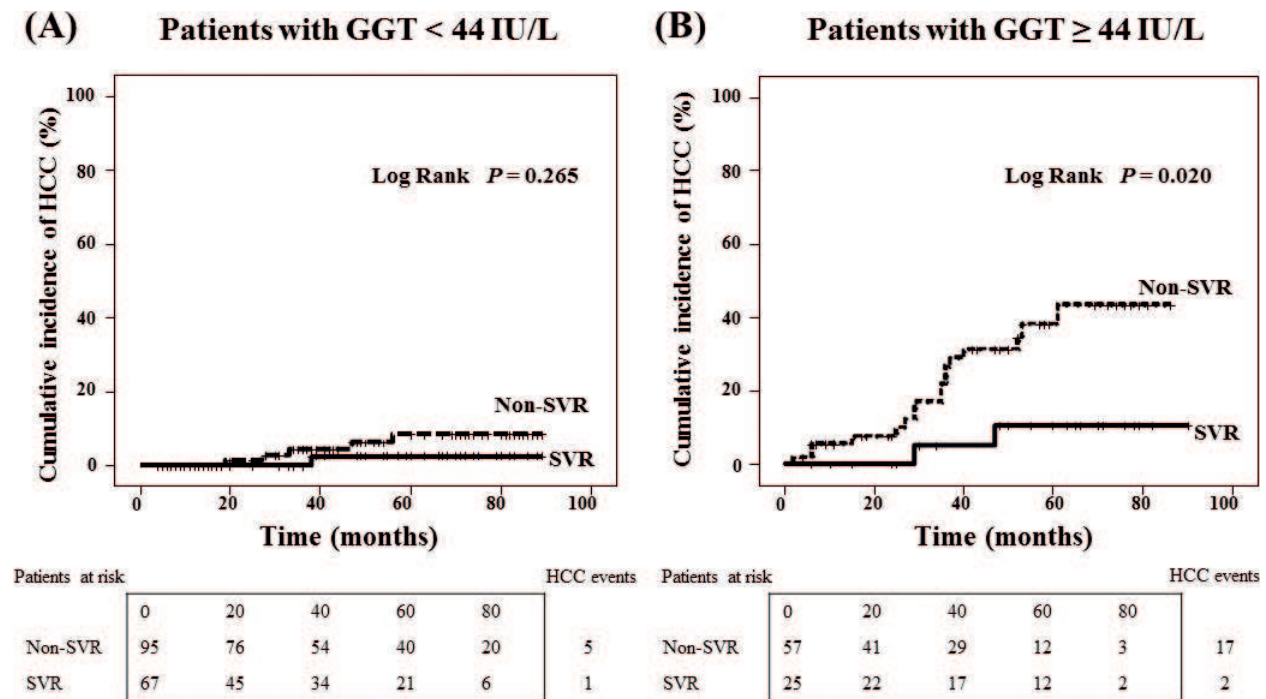 (A) Patients with GGT < 44 IU/L
Cumulative incidence of HCC (%)
100
80
60
40
20
0
Log Rank P = 0.265
Non-SVR
SVR
0 20 40 60 80 100
Time (months)
Patients at risk HCC events
0 20 40 60 80
Non-SVR 95 76 54 40 20 5
SVR 67 45 34 21 6 1
(B) Patients with GGT ≥ 44 IU/L
Cumulative incidence of HCC (%)
100
80
60
40
20
0
Log Rank P = 0.020
Non-SVR
SVR
0 20 40 60 80 100
Time (months)
Patients at risk HCC events
0 20 40 60 80
Non-SVR 57 41 29 12 3 17
SVR 25 22 17 12 2 2